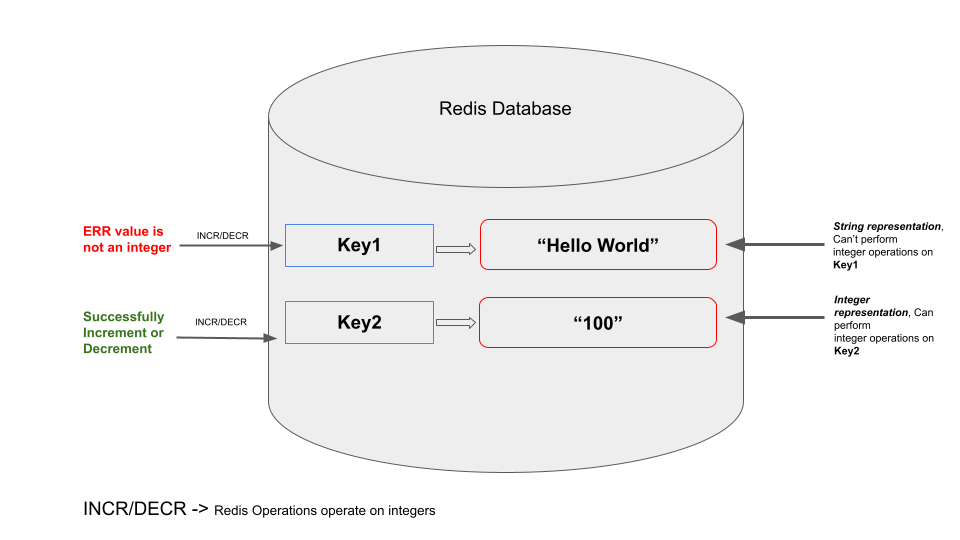 Redis Database
ERR value is
not an integer
INCR/DECR
Key1
“Hello World”
String representation,
Can’t perform
integer operations on
Key1
Successfully
Increment or
Decrement
INCR/DECR
Key2
“100”
Integer
representation, Can
perform
integer operations on
Key2
INCR/DECR -> Redis Operations operate on integers